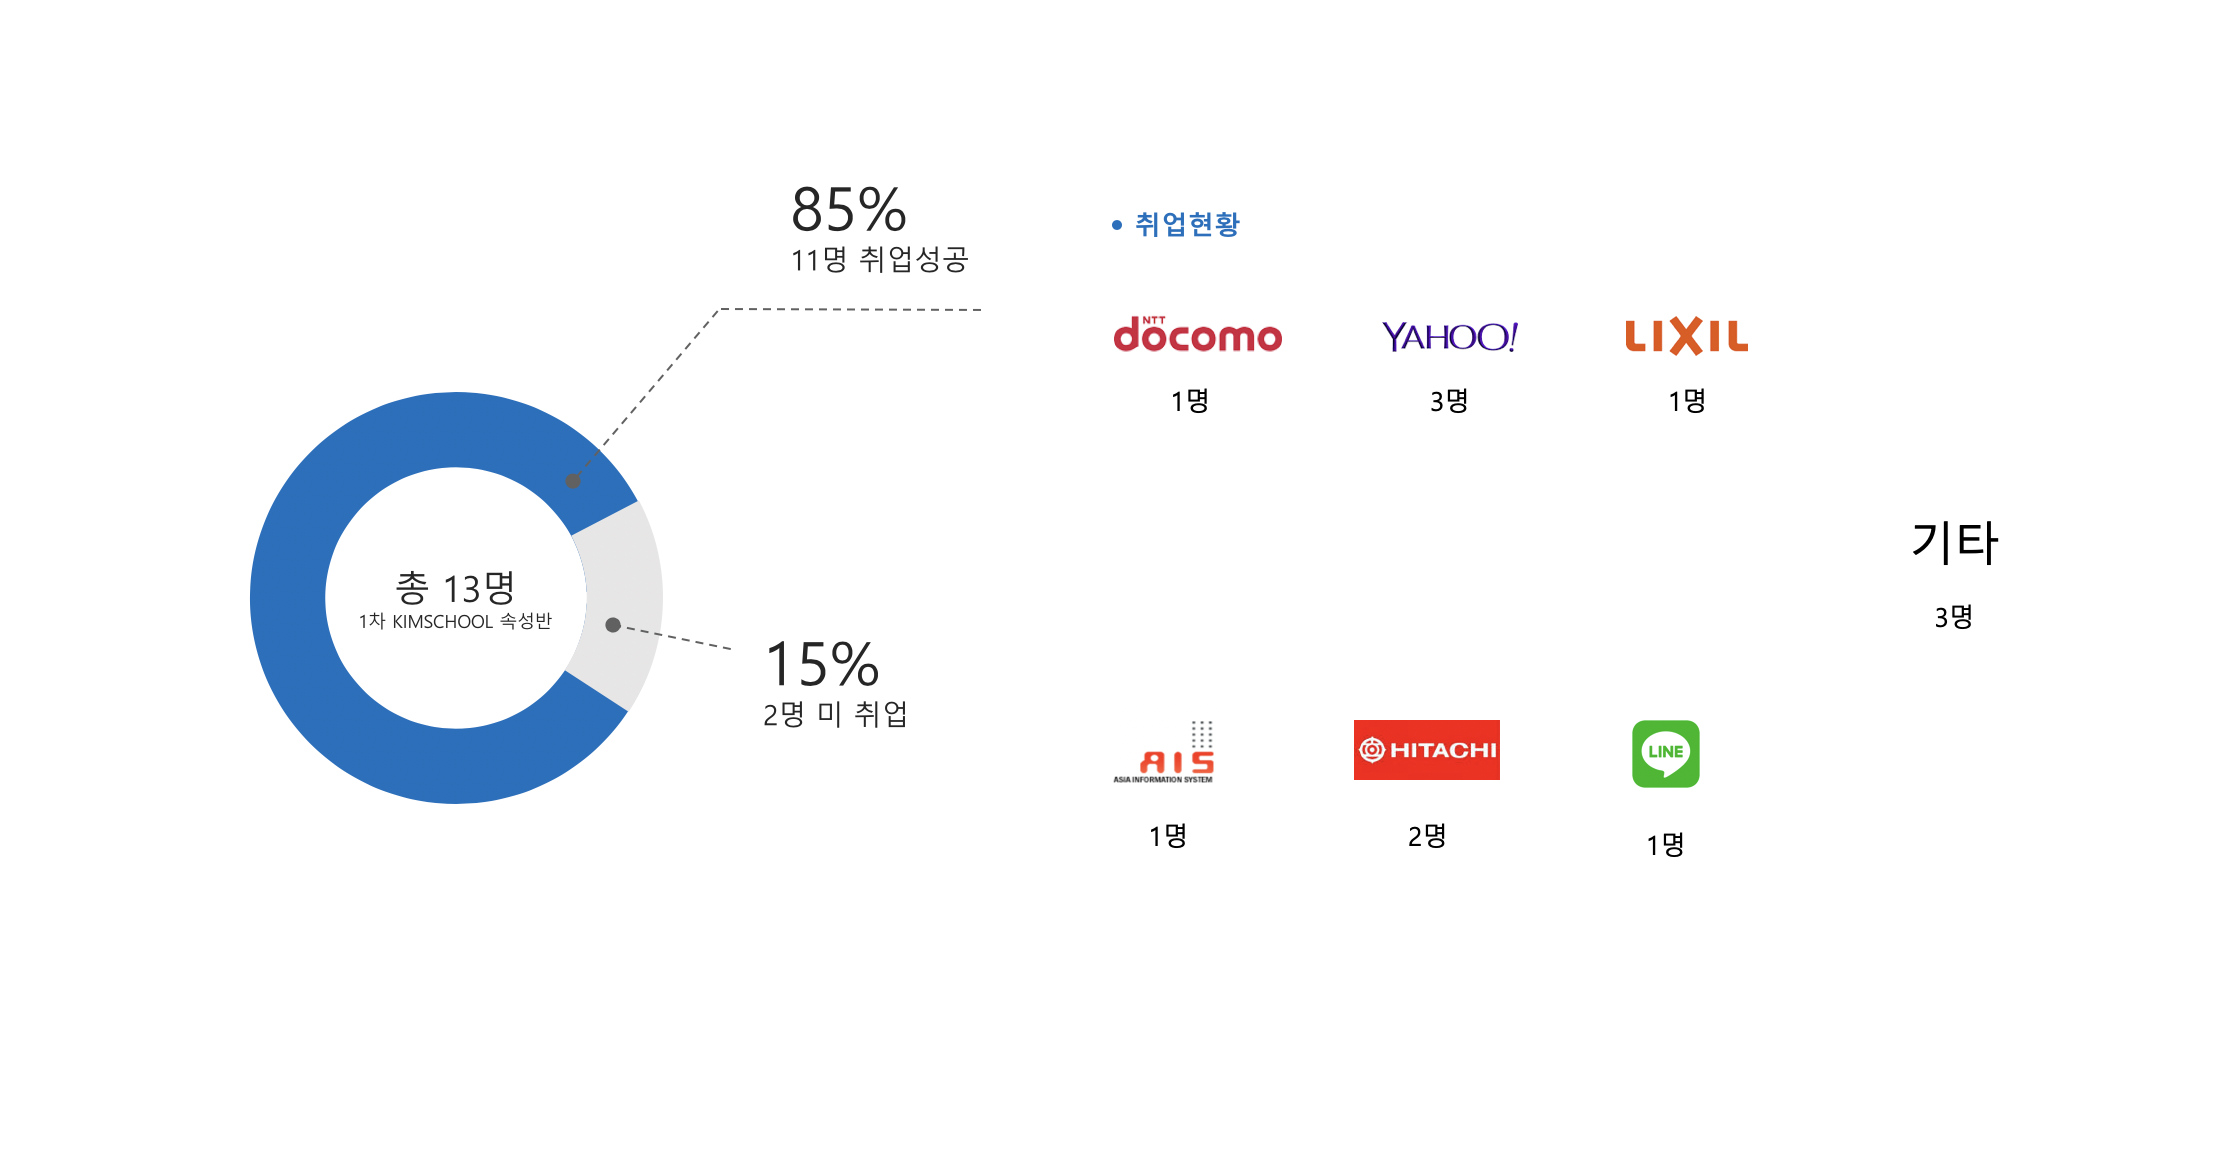 85%
11명 취업성공
• 취업현황
NTT
docomo
YAHOO!
LIXIL
1명
3명
1명
기타
3명
총 13명
1차 KIMSCHOOL 속성반
15%
2명 미 취업
AIS
ASIA INFORMATION SYSTEM
HITACHI
LINE
1명
2명
1명